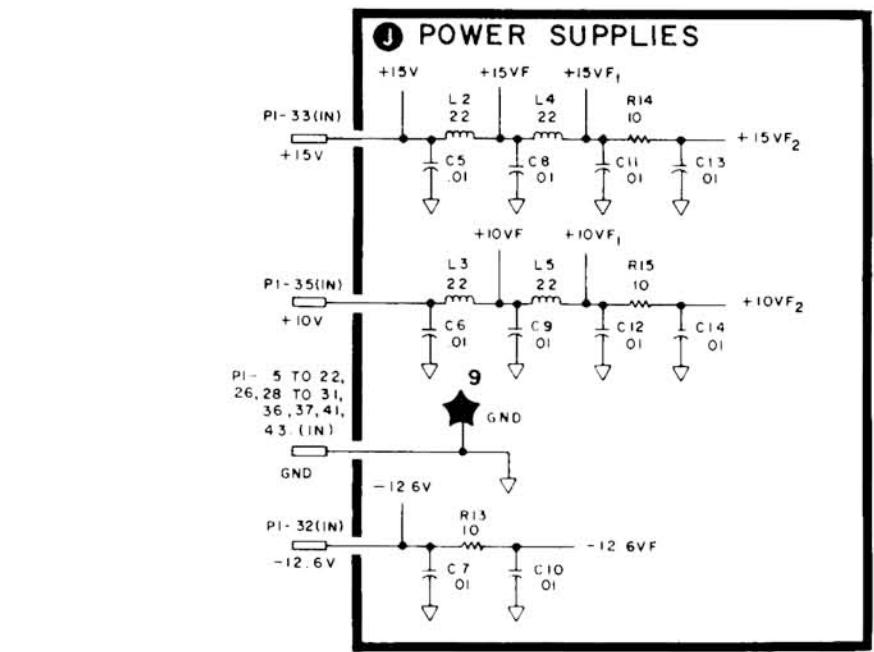 J POWER SUPPLIES
+15V +15VF +15VF1
L2 L4 R14
22 22 10
P1-33(IN)
+15V
+15VF2
C5 C8 C11 C13
.01 01 01 01
+10VF +10VF1
L3 L5 R15
22 22 10
P1-35(IN)
+10V
+10VF2
C6 C9 C12 C14
.01 01 01 01
P1- 5 TO 22,
26,28 TO 31,
36,37,41,
43.(IN)
GND
9
GND
-12 6V
R13
10
P1-32(IN)
-12.6V
-12 6VF
C7 C10
01 01